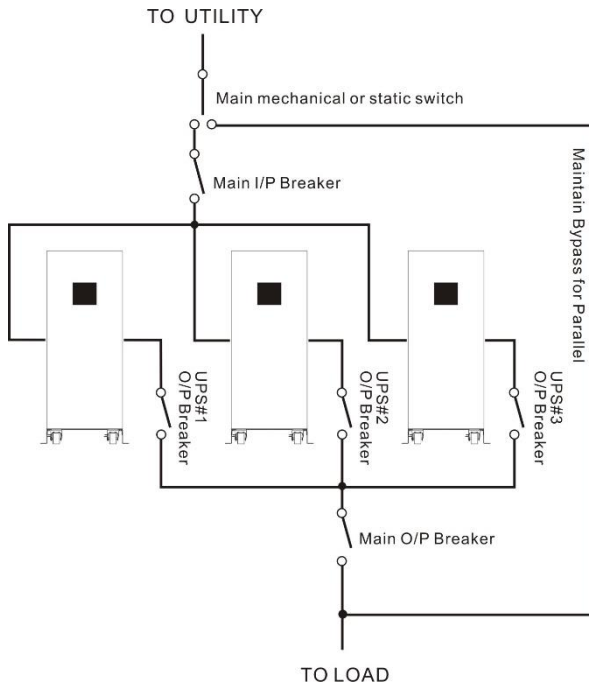 TO UTILITY
Main mechanical or static switch
Main I/P Breaker
Maintain Bypass for Parallel
UPS#1
O/P Breaker
UPS#2
O/P Breaker
UPS#3
O/P Breaker
Main O/P Breaker
TO LOAD